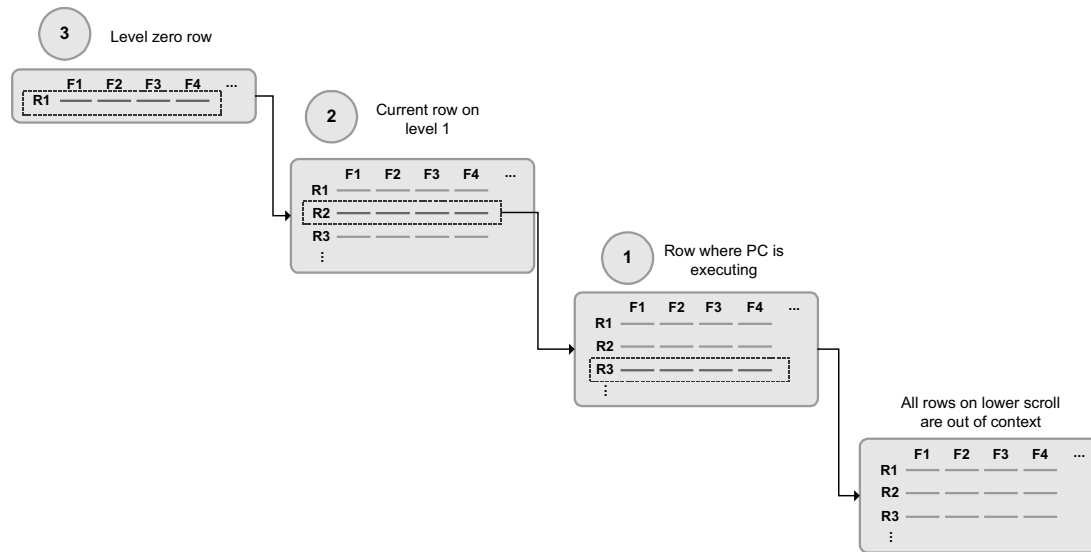 3
Level zero row
F1 F2 F3 F4 ...
R1
2
Current row on
level 1
F1 F2 F3 F4 ...
R1
R2
R3
⋮
1
Row where PC is
executing
F1 F2 F3 F4 ...
R1
R2
R3
⋮
All rows on lower scroll
are out of context
F1 F2 F3 F4 ...
R1
R2
R3
⋮